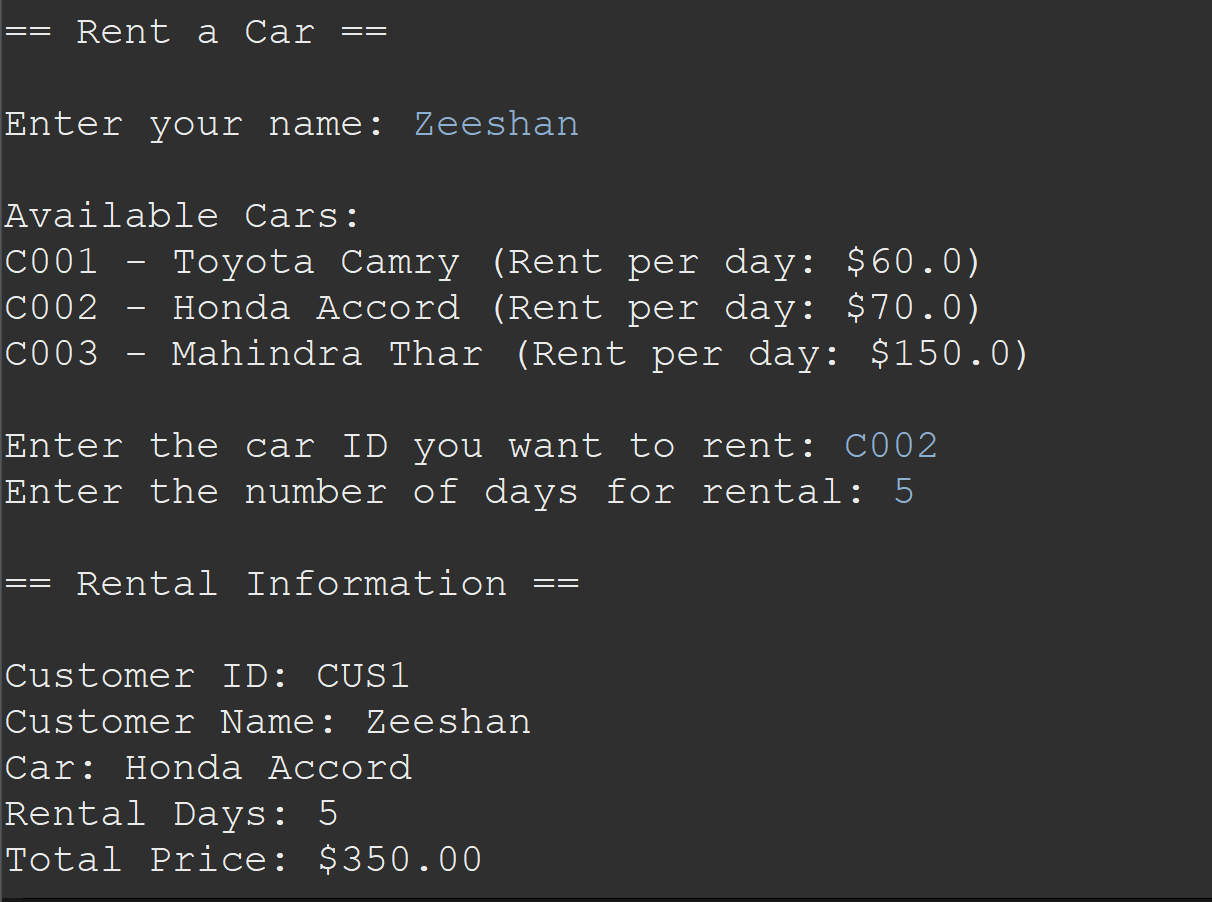 == Rent a Car ==
Enter your name: Zeeshan
Available Cars:
C001 - Toyota Camry (Rent per day: $60.0)
C002 - Honda Accord (Rent per day: $70.0)
C003 - Mahindra Thar (Rent per day: $150.0)
Enter the car ID you want to rent: C002
Enter the number of days for rental: 5
== Rental Information ==
Customer ID: CUS1
Customer Name: Zeeshan
Car: Honda Accord
Rental Days: 5
Total Price: $350.00